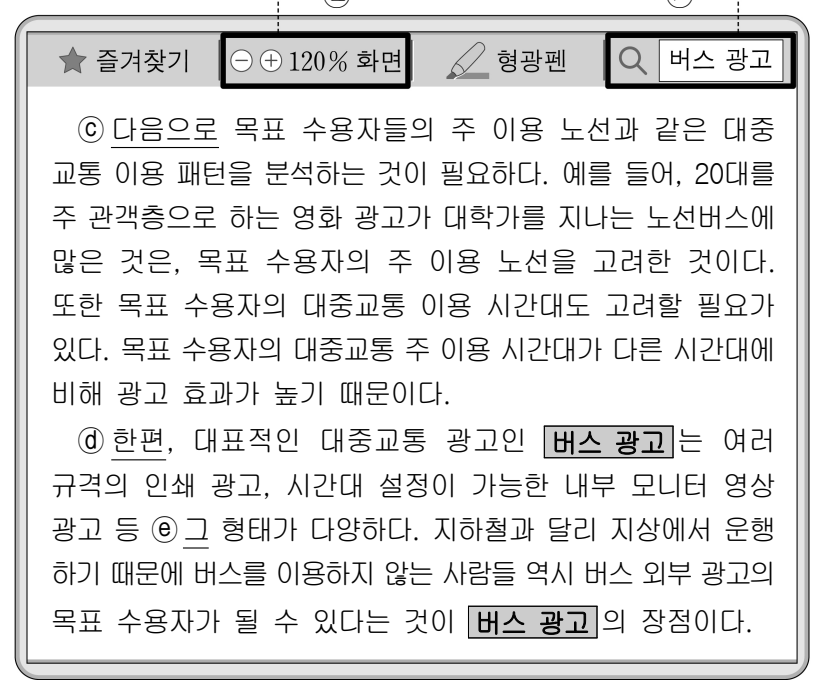 즐겨찾기 ⊖⊕120% 화면 형광펜 버스 광고
ⓒ 다음으로 목표 수용자들의 주 이용 노선과 같은 대중
교통 이용 패턴을 분석하는 것이 필요하다. 예를 들어, 20대를
주 관객층으로 하는 영화 광고가 대학가를 지나는 노선버스에
많은 것은, 목표 수용자의 주 이용 노선을 고려한 것이다.
또한 목표 수용자의 대중교통 이용 시간대도 고려할 필요가
있다. 목표 수용자의 대중교통 주 이용 시간대가 다른 시간대에
비해 광고 효과가 높기 때문이다.
ⓓ 한편, 대표적인 대중교통 광고인 버스 광고는 여러
규격의 인쇄 광고, 시간대 설정이 가능한 내부 모니터 영상
광고 등 ⓔ 그 형태가 다양하다. 지하철과 달리 지상에서 운행
하기 때문에 버스를 이용하지 않는 사람들 역시 버스 외부 광고의
목표 수용자가 될 수 있다는 것이 버스 광고의 장점이다.